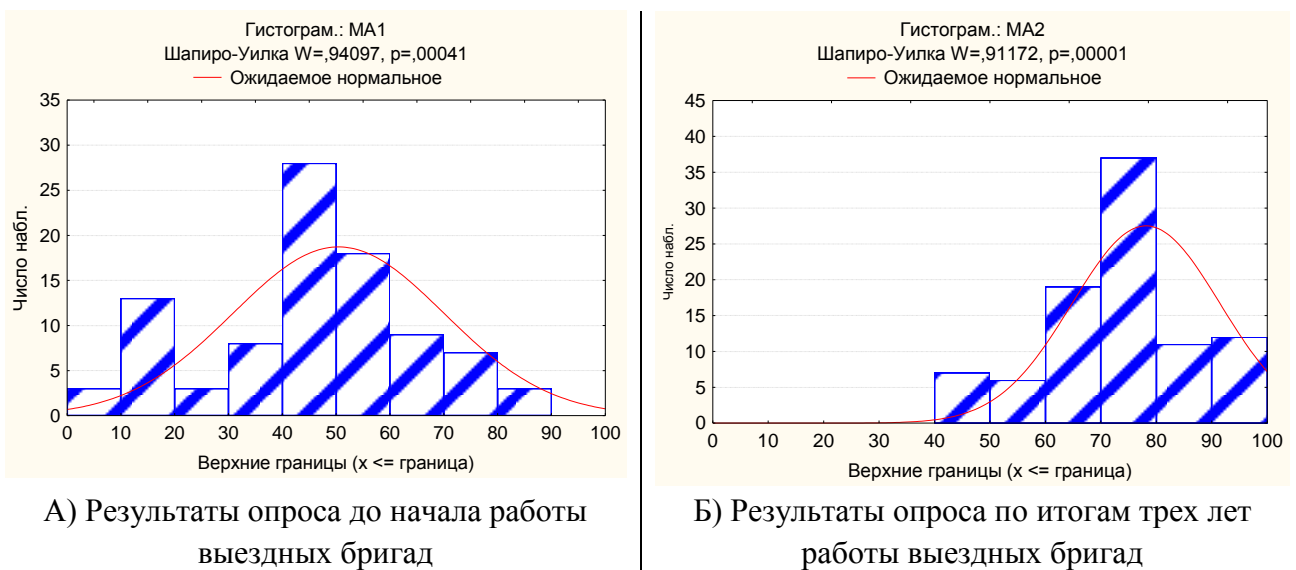 Гистограм.: МА1
Шапиро-Уилка W=,94097, p=,00041
Ожидаемое нормальное
35
30
25
20
15
10
5
0
Число набл.
0 10 20 30 40 50 60 70 80 90 100
Верхние границы (x <= граница)
А) Результаты опроса до начала работы
выездных бригад
Гистограм.: МА2
Шапиро-Уилка W=,91172, p=,00001
Ожидаемое нормальное
45
40
35
30
25
20
15
10
5
0
Число набл.
0 10 20 30 40 50 60 70 80 90 100
Верхние границы (x <= граница)
Б) Результаты опроса по итогам трех лет
работы выездных бригад